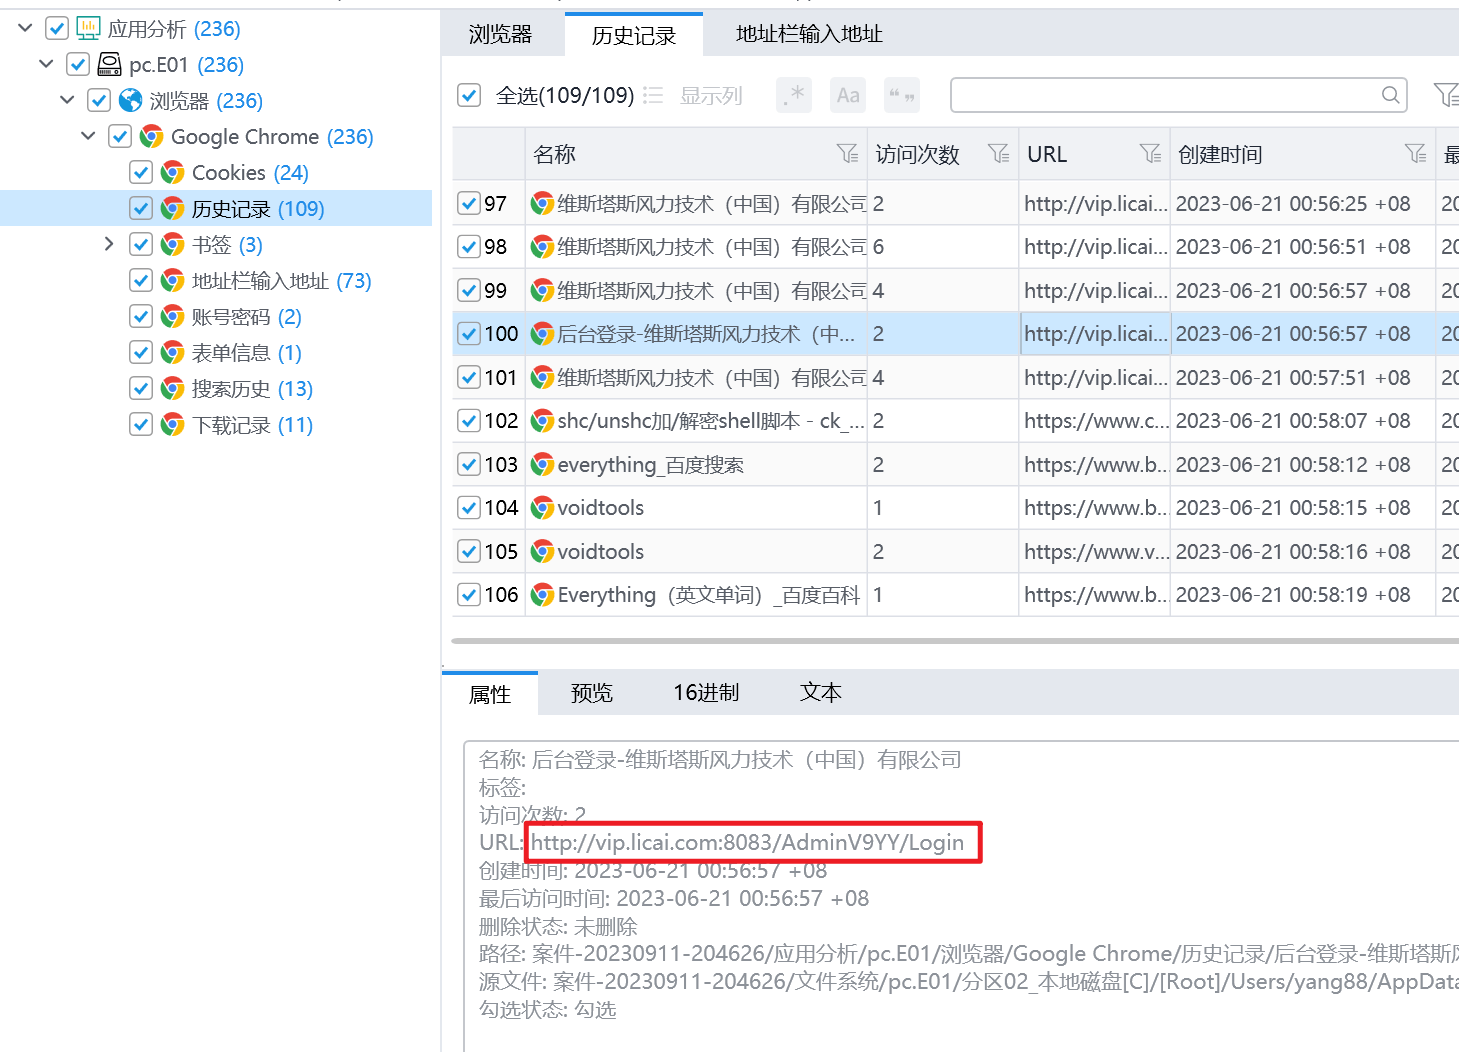 应用分析 (236)
pc.E01 (236)
浏览器 (236)
Google Chrome (236)
Cookies (24)
历史记录 (109)
书签 (3)
地址栏输入地址 (73)
账号密码 (2)
表单信息 (1)
搜索历史 (13)
下载记录 (11)
浏览器 历史记录 地址栏输入地址
全选(109/109) 显示列 .* Aa “ ”
名称 访问次数 URL 创建时间 最
97 维斯塔斯风力技术（中国）有限公司 2 http://vip.licai... 2023-06-21 00:56:25 +08 20
98 维斯塔斯风力技术（中国）有限公司 6 http://vip.licai... 2023-06-21 00:56:51 +08 20
99 维斯塔斯风力技术（中国）有限公司 4 http://vip.licai... 2023-06-21 00:56:57 +08 20
100 后台登录-维斯塔斯风力技术（中... 2 http://vip.licai... 2023-06-21 00:56:57 +08 20
101 维斯塔斯风力技术（中国）有限公司 4 http://vip.licai... 2023-06-21 00:57:51 +08 20
102 shc/unshc加/解密shell脚本 - ck_... 2 https://www.c... 2023-06-21 00:58:07 +08 20
103 everything_百度搜索 2 https://www.b... 2023-06-21 00:58:12 +08 20
104 voidtools 1 https://www.b... 2023-06-21 00:58:15 +08 20
105 voidtools 2 https://www.v... 2023-06-21 00:58:16 +08 20
106 Everything（英文单词）_百度百科 1 https://www.b... 2023-06-21 00:58:19 +08 20
属性 预览 16进制 文本
名称: 后台登录-维斯塔斯风力技术（中国）有限公司
标签:
访问次数: 2
URL: http://vip.licai.com:8083/AdminV9YY/Login
创建时间: 2023-06-21 00:56:57 +08
最后访问时间: 2023-06-21 00:56:57 +08
删除状态: 未删除
路径: 案件-20230911-204626/应用分析/pc.E01/浏览器/Google Chrome/历史记录/后台登录-维斯塔斯风
源文件: 案件-20230911-204626/文件系统/pc.E01/分区02_本地磁盘[C]/[Root]/Users/yang88/AppData
勾选状态: 勾选